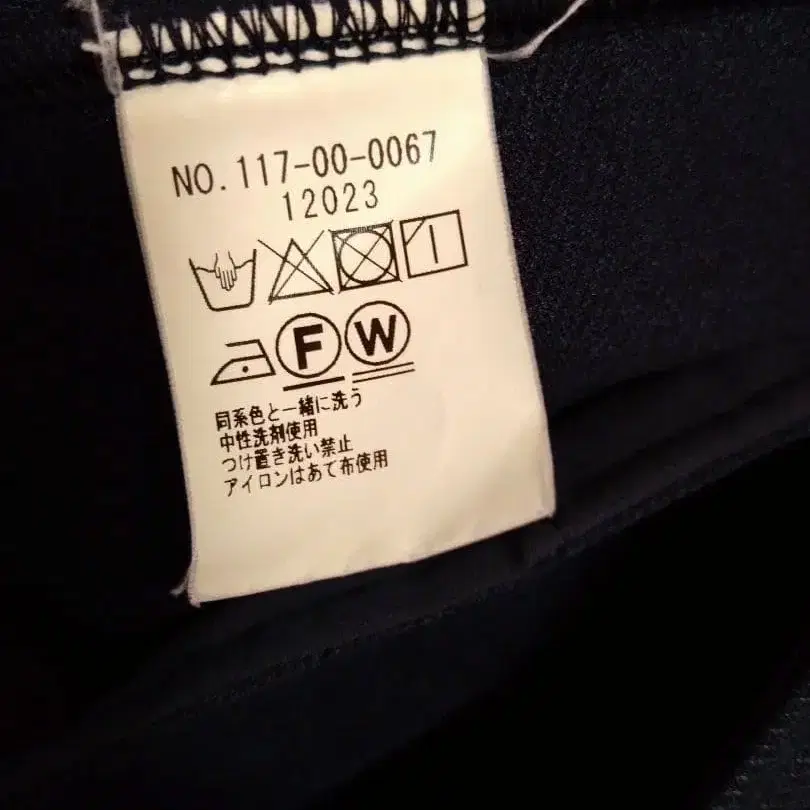 NO.117-00-0067
12023
F W
同系色と一緒に洗う
中性洗剤使用
つけ置き洗い禁止
アイロンはあて布使用